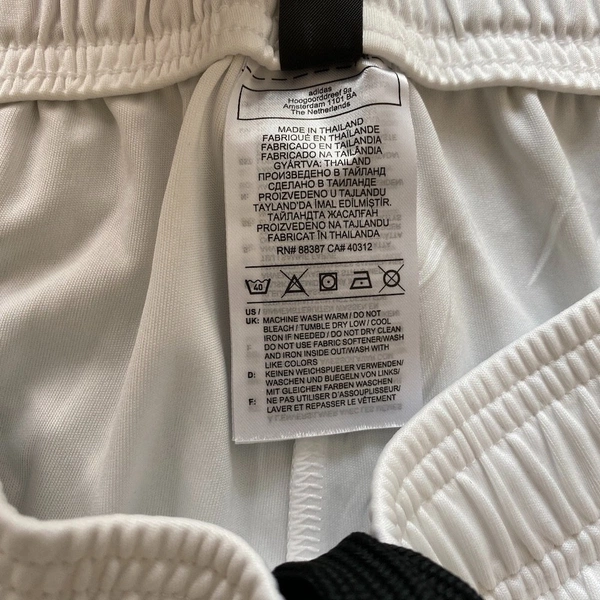 adidas
Hoogoorddreef 9a
Amsterdam 1101 BA
The Netherlands
MADE IN THAILAND
FABRIQUÉ EN THAÏLANDE
FABRICADO EN TAILANDIA
FABRICADO NA TAILÂNDIA
GYÁRTVA: THAILAND
ПРОИЗВЕДЕНО В ТАЙЛАНД
СДЕЛАНО В ТАИЛАНДЕ
PROIZVEDENO U TAJLANDU
TAYLAND'DA İMAL EDİLMİŞTİR.
ТАЙЛАНДТА ЖАСАЛҒАН
PROIZVEDENO NA TAJLANDU
FABRICAT ÎN THAILANDA
RN# 88387 CA# 40312
40
US /
UK: MACHINE WASH WARM / DO NOT
BLEACH / TUMBLE DRY LOW / COOL
IRON IF NEEDED / DO NOT DRY CLEAN
DO NOT USE FABRIC SOFTENER/WASH
AND IRON INSIDE OUT/WASH WITH
LIKE COLORS
D: KEINEN WEICHSPUELER VERWENDEN/
WASCHEN UND BUEGELN VON LINKS/
MIT GLEICHEN FARBEN WASCHEN
F: NE PAS UTILISER D'ASSOUPLISSEUR/
LAVER ET REPASSER LE VÊTEMENT